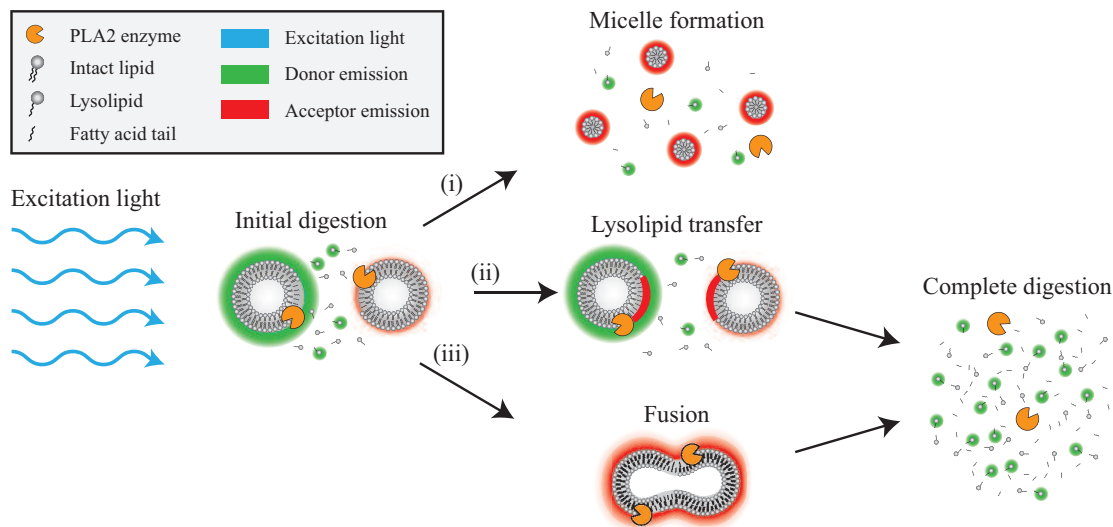 PLA2 enzyme
Intact lipid
Lysolipid
Fatty acid tail
Excitation light
Donor emission
Acceptor emission
Micelle formation
Excitation light
Initial digestion
(i)
(ii)
(iii)
Lysolipid transfer
Fusion
Complete digestion